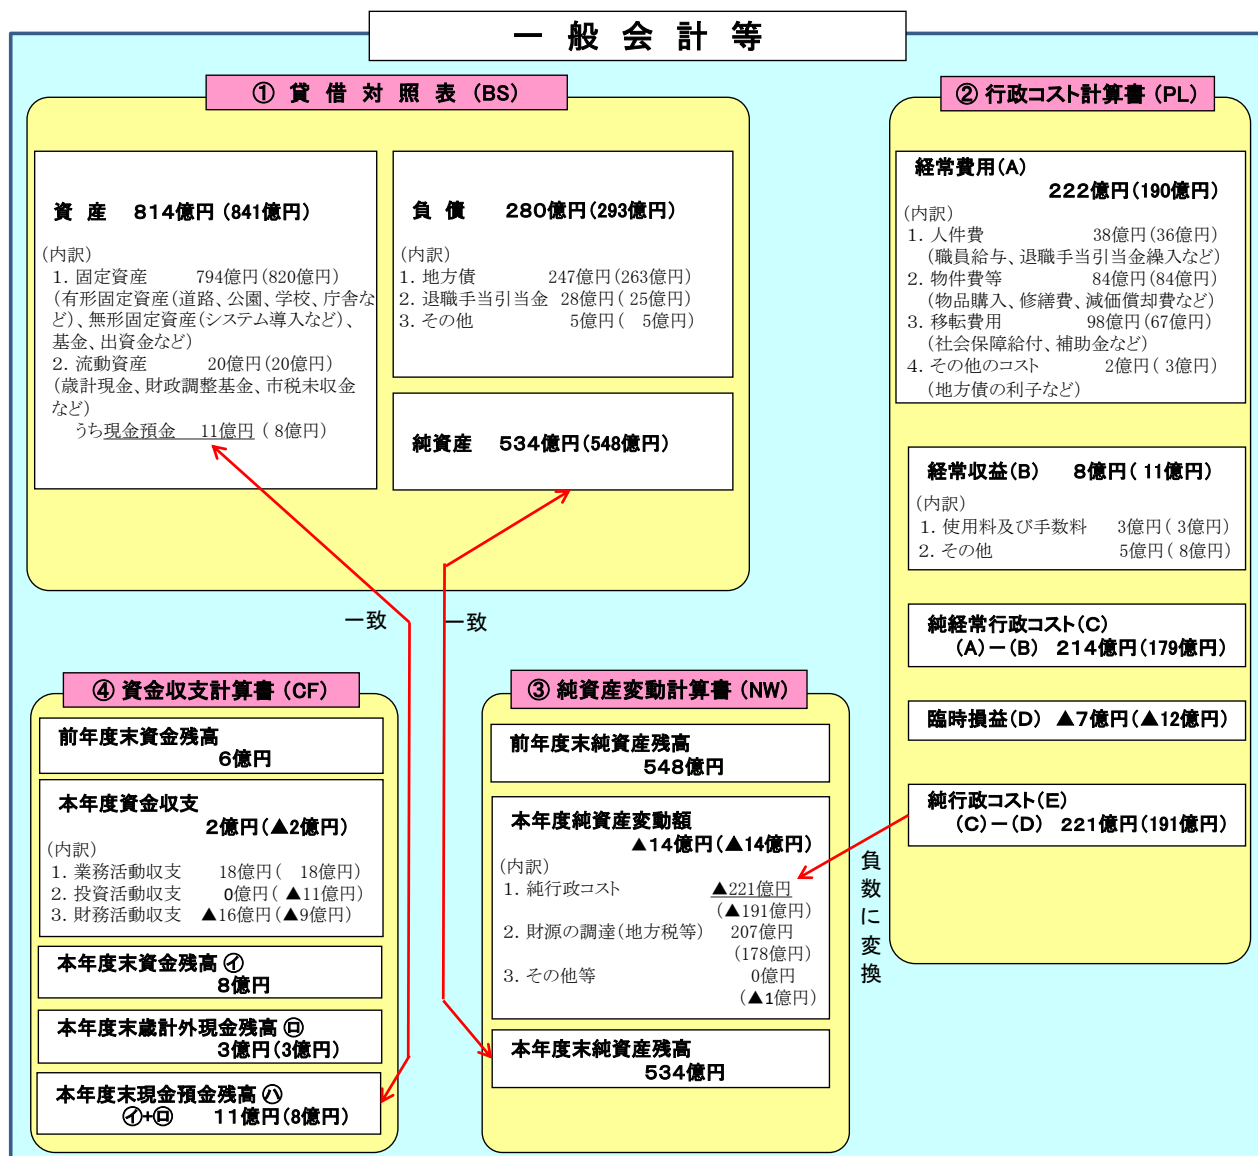 一 般 会 計 等
① 貸 借 対 照 表 (BS)
資 産 814億円 (841億円)
(内訳)
1. 固定資産 794億円(820億円)
(有形固定資産(道路、公園、学校、庁舎な
ど)、無形固定資産(システム導入など)、
基金、出資金など)
2. 流動資産 20億円(20億円)
(歳計現金、財政調整基金、市税未収金
など)
うち現金預金 11億円 ( 8億円)
負 債 280億円(293億円)
(内訳)
1. 地方債 247億円(263億円)
2. 退職手当引当金 28億円( 25億円)
3. その他 5億円( 5億円)
純資産 534億円(548億円)
② 行政コスト計算書 (PL)
経常費用(A)
222億円(190億円)
(内訳)
1. 人件費 38億円(36億円)
(職員給与、退職手当引当金繰入など)
2. 物件費等 84億円(84億円)
(物品購入、修繕費、減価償却費など)
3. 移転費用 98億円(67億円)
(社会保障給付、補助金など)
4. その他のコスト 2億円( 3億円)
(地方債の利子など)
経常収益(B) 8億円( 11億円)
(内訳)
1. 使用料及び手数料 3億円( 3億円)
2. その他 5億円( 8億円)
純経常行政コスト(C)
(A)-(B) 214億円(179億円)
臨時損益(D) ▲7億円(▲12億円)
純行政コスト(E)
(C)-(D) 221億円(191億円)
一致
一致
負数に変換
④ 資金収支計算書 (CF)
前年度末資金残高
6億円
本年度資金収支
2億円(▲2億円)
(内訳)
1. 業務活動収支 18億円( 18億円)
2. 投資活動収支 0億円( ▲11億円)
3. 財務活動収支 ▲16億円(▲9億円)
本年度末資金残高 ㋑
8億円
本年度末歳計外現金残高 ㋺
3億円(3億円)
本年度末現金預金残高 ㋩
㋑+㋺ 11億円(8億円)
③ 純資産変動計算書 (NW)
前年度末純資産残高
548億円
本年度純資産変動額
▲14億円(▲14億円)
(内訳)
1. 純行政コスト ▲221億円
(▲191億円)
2. 財源の調達(地方税等) 207億円
(178億円)
3. その他等 0億円
(▲1億円)
本年度末純資産残高
534億円